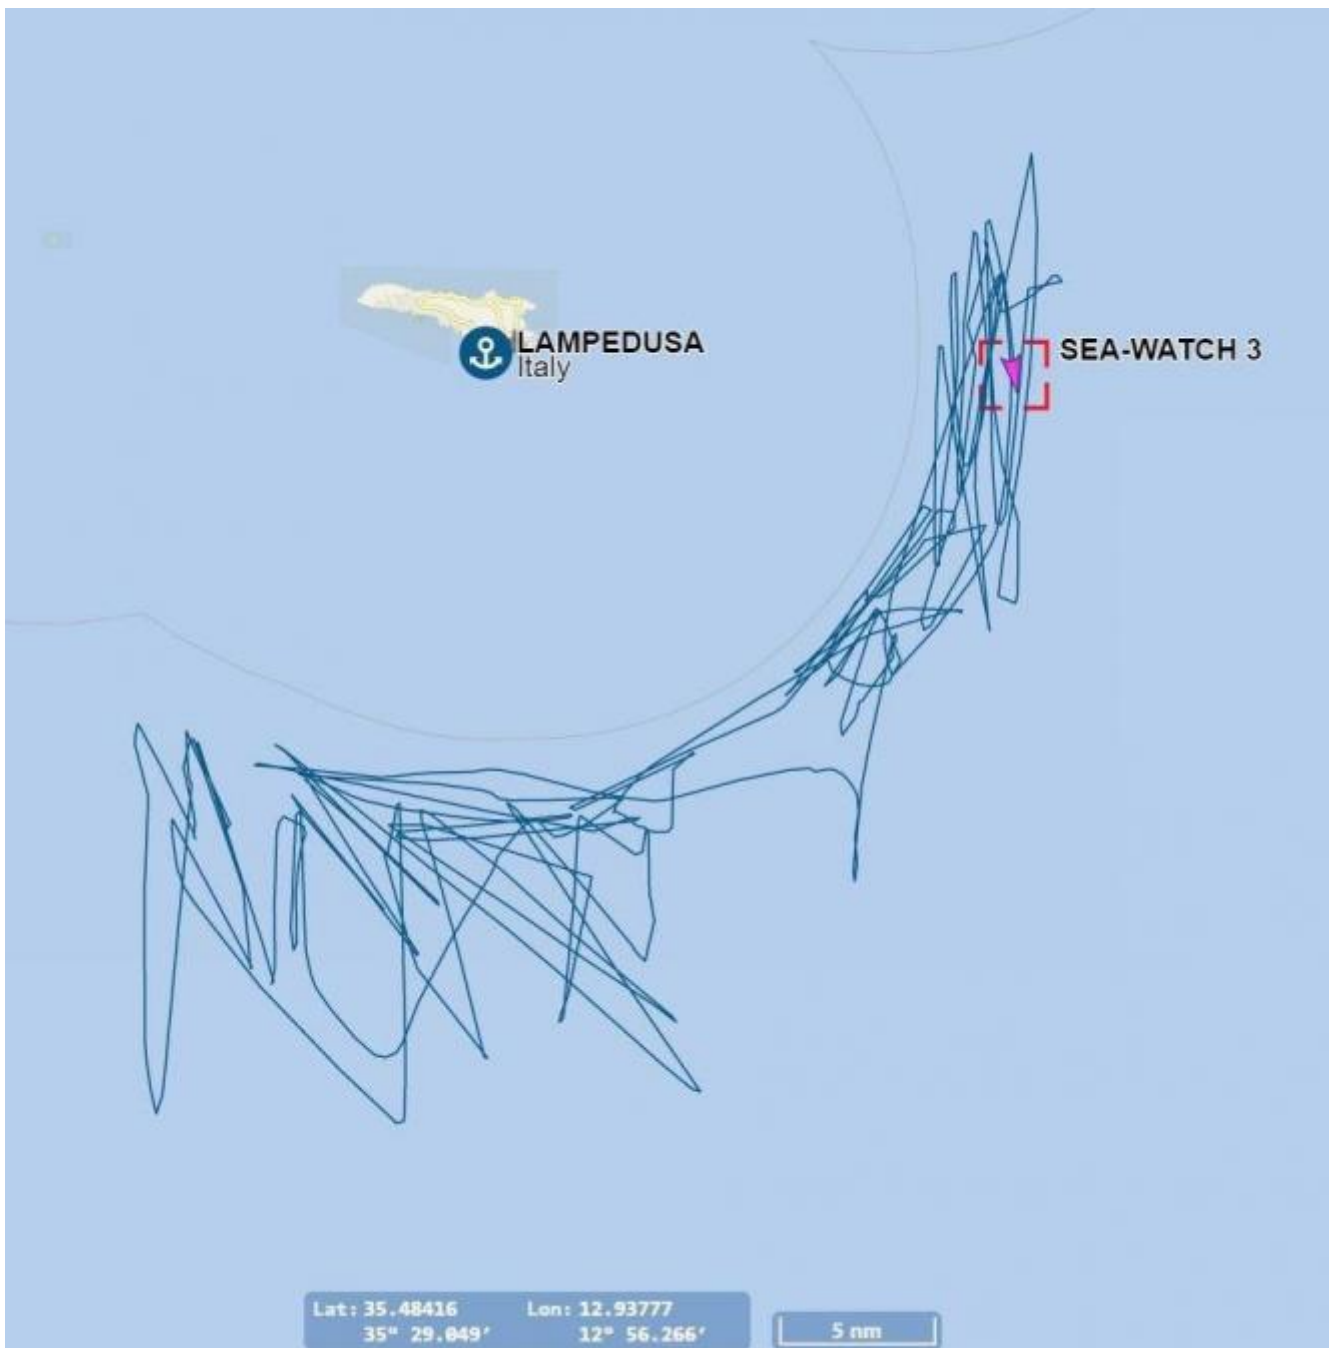 LAMPEDUSA
Italy
SEA-WATCH 3
Lat: 35.48416 Lon: 12.93777
35° 29.049′ 12° 56.266′
5 nm